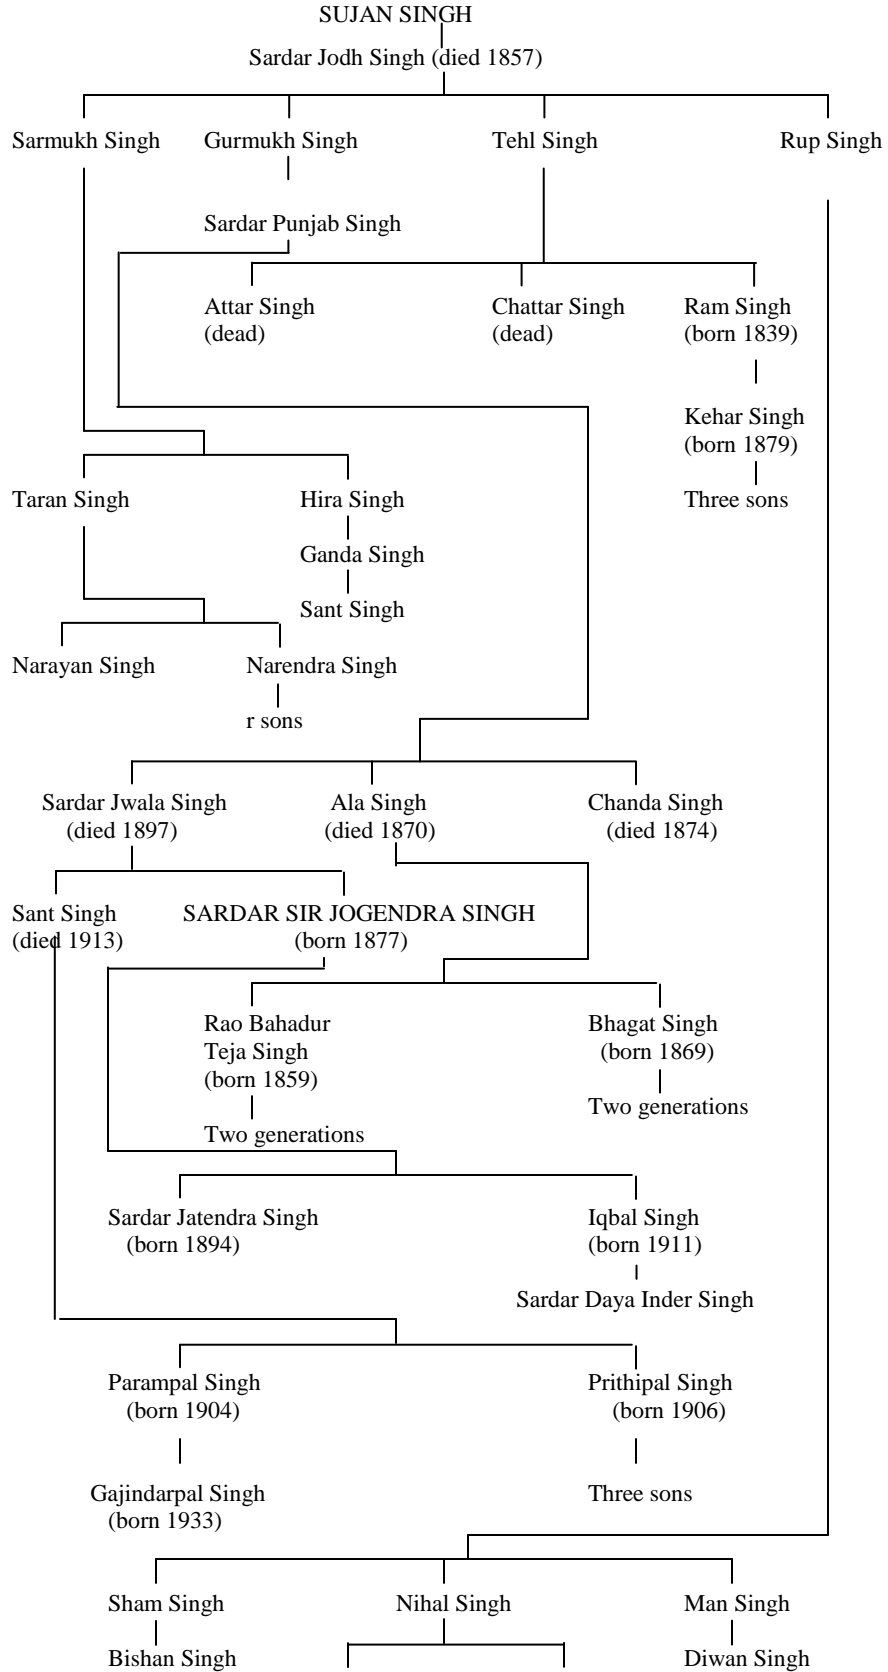 SUJAN SINGH
Sardar Jodh Singh (died 1857)
Sarmukh Singh Gurmukh Singh Tehl Singh Rup Singh
Sardar Punjab Singh
Attar Singh Chattar Singh Ram Singh
(dead) (dead) (born 1839)
Kehar Singh
(born 1879)
Taran Singh Hira Singh Three sons
Ganda Singh
Sant Singh
Narayan Singh Narendra Singh
r sons
Sardar Jwala Singh Ala Singh Chanda Singh
(died 1897) (died 1870) (died 1874)
Sant Singh SARDAR SIR JOGENDRA SINGH
(died 1913) (born 1877)
Rao Bahadur Bhagat Singh
Teja Singh (born 1869)
(born 1859)
Two generations
Two generations
Sardar Jatendra Singh Iqbal Singh
(born 1894) (born 1911)
Sardar Daya Inder Singh
Parampal Singh Prithipal Singh
(born 1904) (born 1906)
Gajindarpal Singh Three sons
(born 1933)
Sham Singh Nihal Singh Man Singh
Bishan Singh Diwan Singh